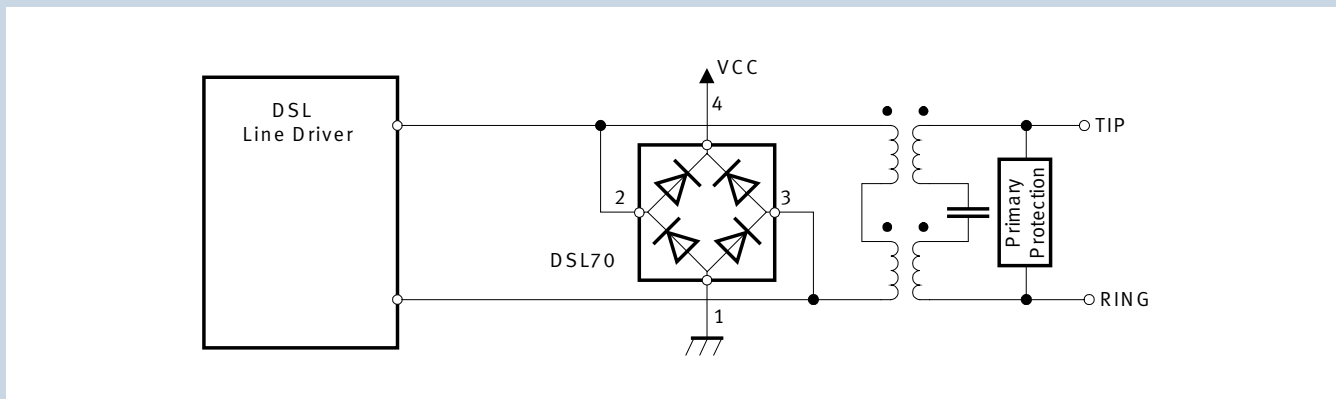 VCC
4
DSL
Line Driver
TIP
2
3
Primary
Protection
DSL70
RING
1